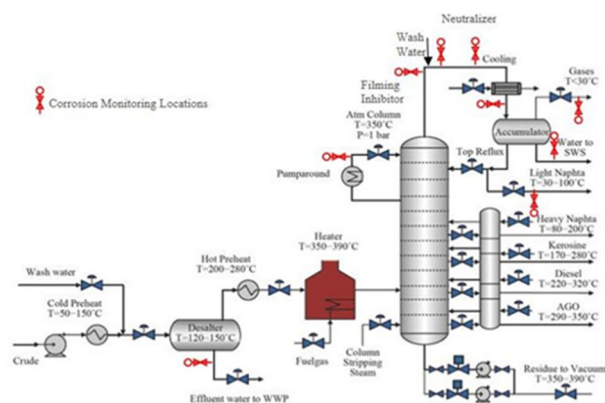 Neutralizer
Wash
Water
Cooling
Gases
T<30°C
Corrosion Monitoring Locations
Filming
Inhibitor
Atm Column
T=350°C
P=1 bar
Accumulator
Water to
SWS
Top Reflux
Pumparound
Light Naphta
T=30−100°C
Heavy Naphta
T=80−200°C
Heater
T=350−390°C
Kerosine
T=170−280°C
Hot Preheat
T=200−280°C
Diesel
T=220−320°C
Wash water
Cold Preheat
T=50−150°C
AGO
T=290−350°C
Desalter
T=120−150°C
Crude
Fuelgas
Column
Stripping
Steam
Residue to Vacuum
T=350−390°C
Effluent water to WWP